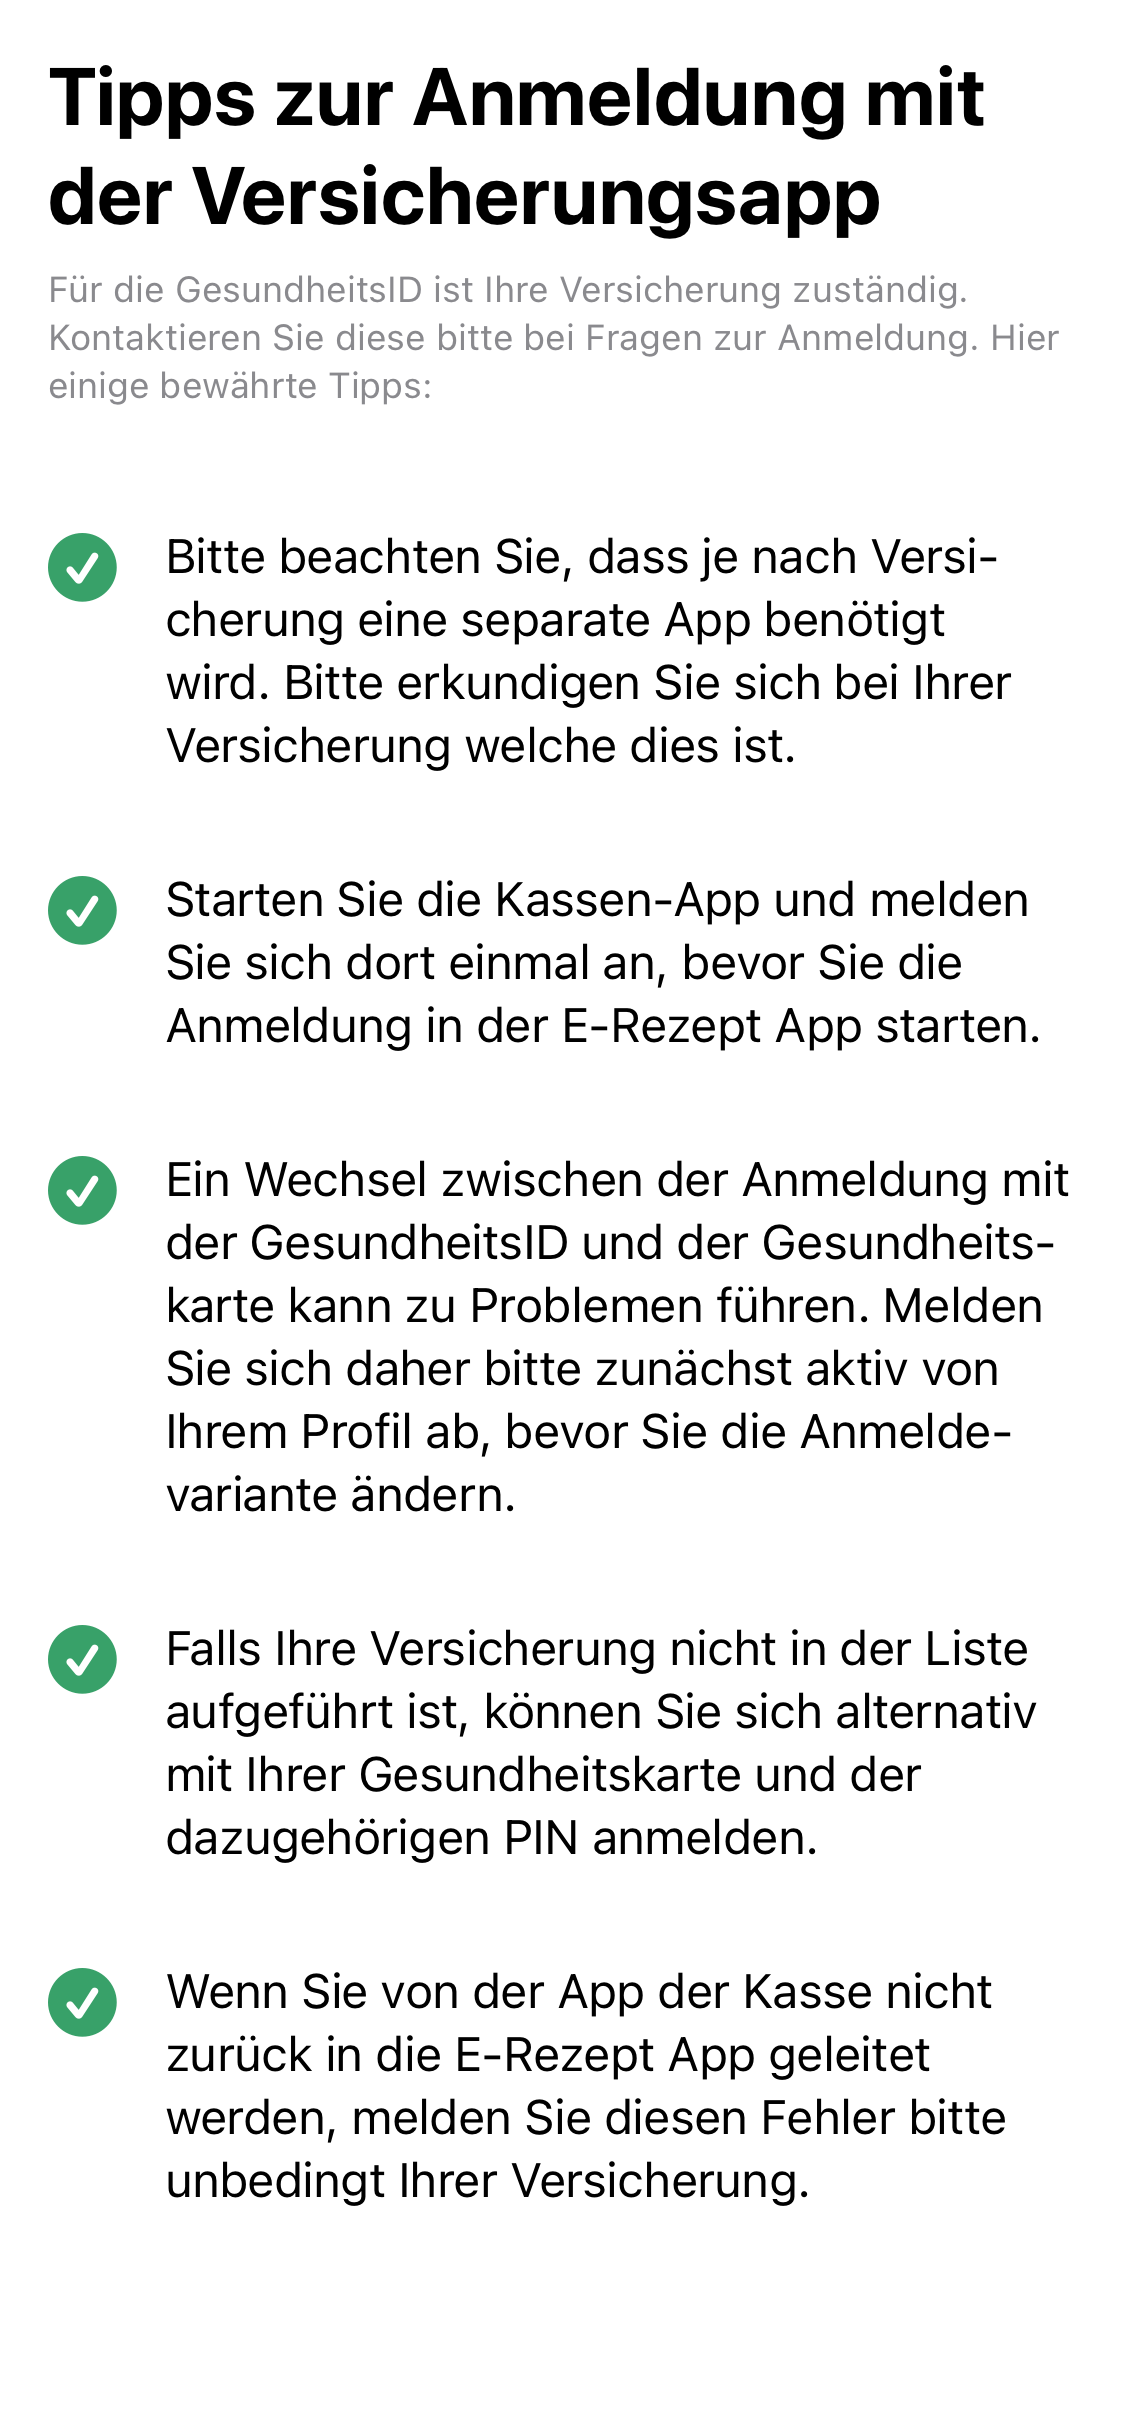 Tipps zur Anmeldung mit
der Versicherungsapp
Für die GesundheitsID ist Ihre Versicherung zuständig.
Kontaktieren Sie diese bitte bei Fragen zur Anmeldung. Hier
einige bewährte Tipps:
Bitte beachten Sie, dass je nach Versi-
cherung eine separate App benötigt
wird. Bitte erkundigen Sie sich bei Ihrer
Versicherung welche dies ist.
Starten Sie die Kassen-App und melden
Sie sich dort einmal an, bevor Sie die
Anmeldung in der E-Rezept App starten.
Ein Wechsel zwischen der Anmeldung mit
der GesundheitsID und der Gesundheits-
karte kann zu Problemen führen. Melden
Sie sich daher bitte zunächst aktiv von
Ihrem Profil ab, bevor Sie die Anmelde-
variante ändern.
Falls Ihre Versicherung nicht in der Liste
aufgeführt ist, können Sie sich alternativ
mit Ihrer Gesundheitskarte und der
dazugehörigen PIN anmelden.
Wenn Sie von der App der Kasse nicht
zurück in die E-Rezept App geleitet
werden, melden Sie diesen Fehler bitte
unbedingt Ihrer Versicherung.